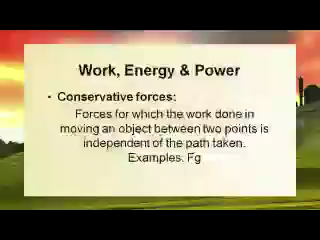 Work, Energy & Power
• Conservative forces:
Forces for which the work done in
moving an object between two points is
independent of the path taken.
Examples: Fg